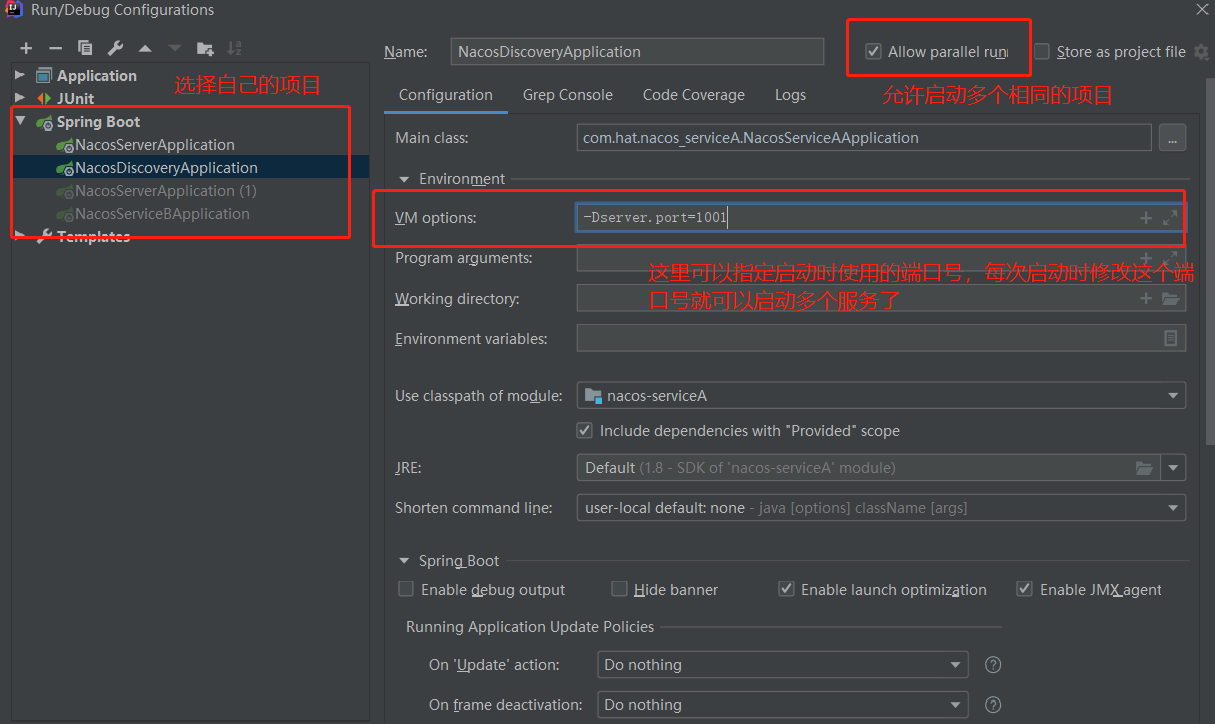 Run/Debug Configurations
Name:
NacosDiscoveryApplication
Allow parallel run
Store as project file
Application
JUnit
Spring Boot
NacosServerApplication
NacosDiscoveryApplication
NacosServerApplication (1)
NacosServiceBApplication
Templates
选择自己的项目
允许启动多个相同的项目
Configuration
Grep Console
Code Coverage
Logs
Main class:
com.hat.nacos_serviceA.NacosServiceAApplication
...
Environment
VM options:
-Dserver.port=1001
Program arguments:
这里可以指定启动时使用的端口号，每次启动时修改这个端
口号就可以启动多个服务了
Working directory:
Environment variables:
Use classpath of module:
nacos-serviceA
Include dependencies with "Provided" scope
JRE:
Default (1.8 - SDK of 'nacos-serviceA' module)
Shorten command line:
user-local default: none - java [options] className [args]
Spring Boot
Enable debug output
Hide banner
Enable launch optimization
Enable JMX agent
Running Application Update Policies
On 'Update' action:
Do nothing
?
On frame deactivation:
Do nothing
?